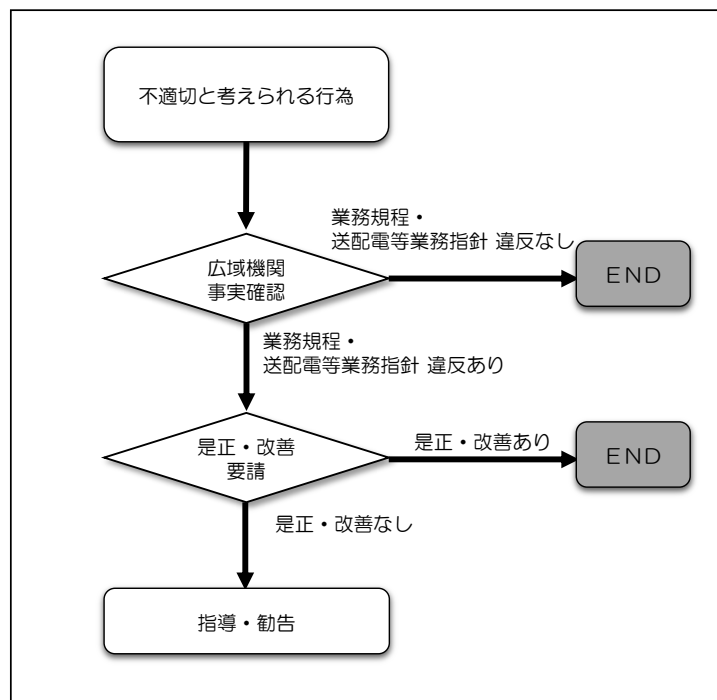 不適切と考えられる行為
業務規程・
送配電等業務指針 違反なし
広域機関
事実確認
END
業務規程・
送配電等業務指針 違反あり
是正・改善
要請
是正・改善あり
END
是正・改善なし
指導・勧告